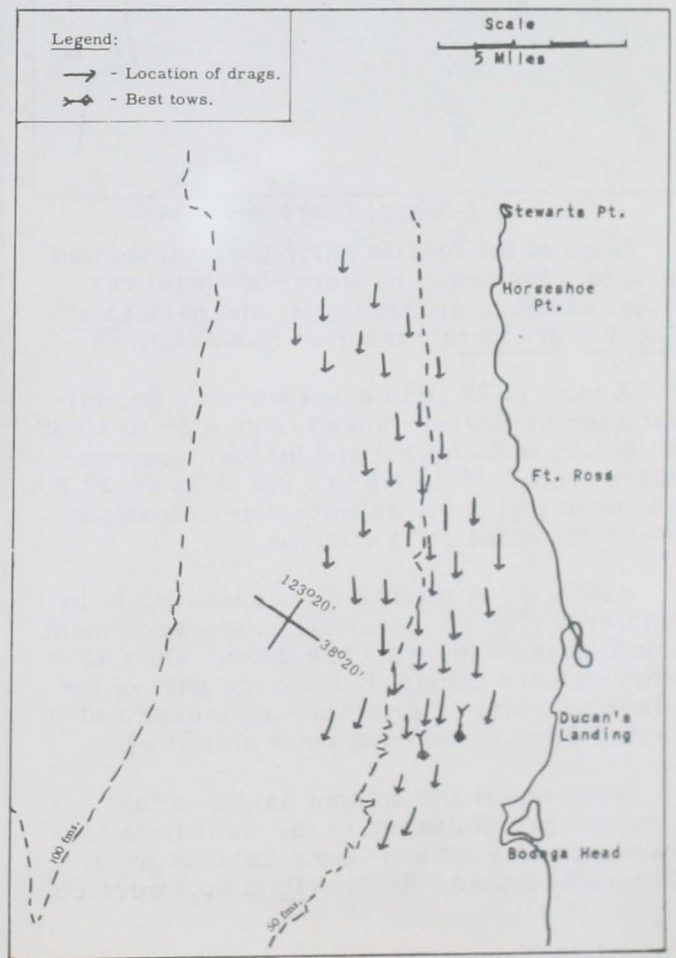 Scale
5 Miles
Legend:
- Location of drags.
- Best tows.
Stewarts Pt.
Horseshoe
Pt.
Ft. Ross
123°20'
38°20'
Ducan's
Landing
Bodega Head
100 fms.
50 fms.